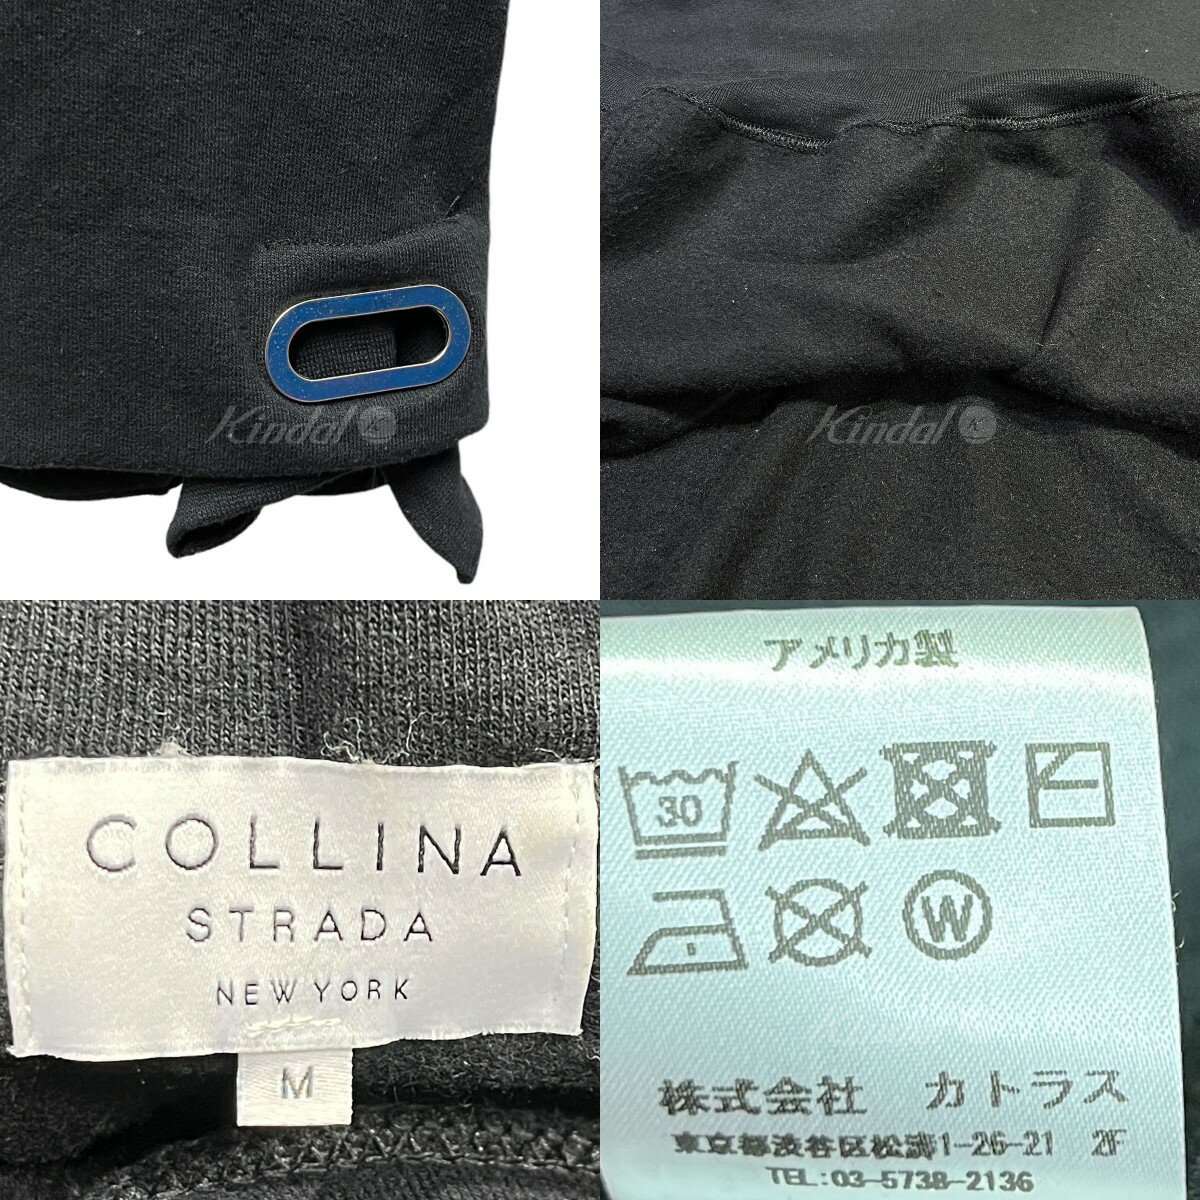 Kindal K
Kindal K
COLLINA
STRADA
NEW YORK
M
アメリカ製
30
W
株式会社 カトラス
東京都渋谷区松濤1-26-21 2F
TEL:03-5738-2136